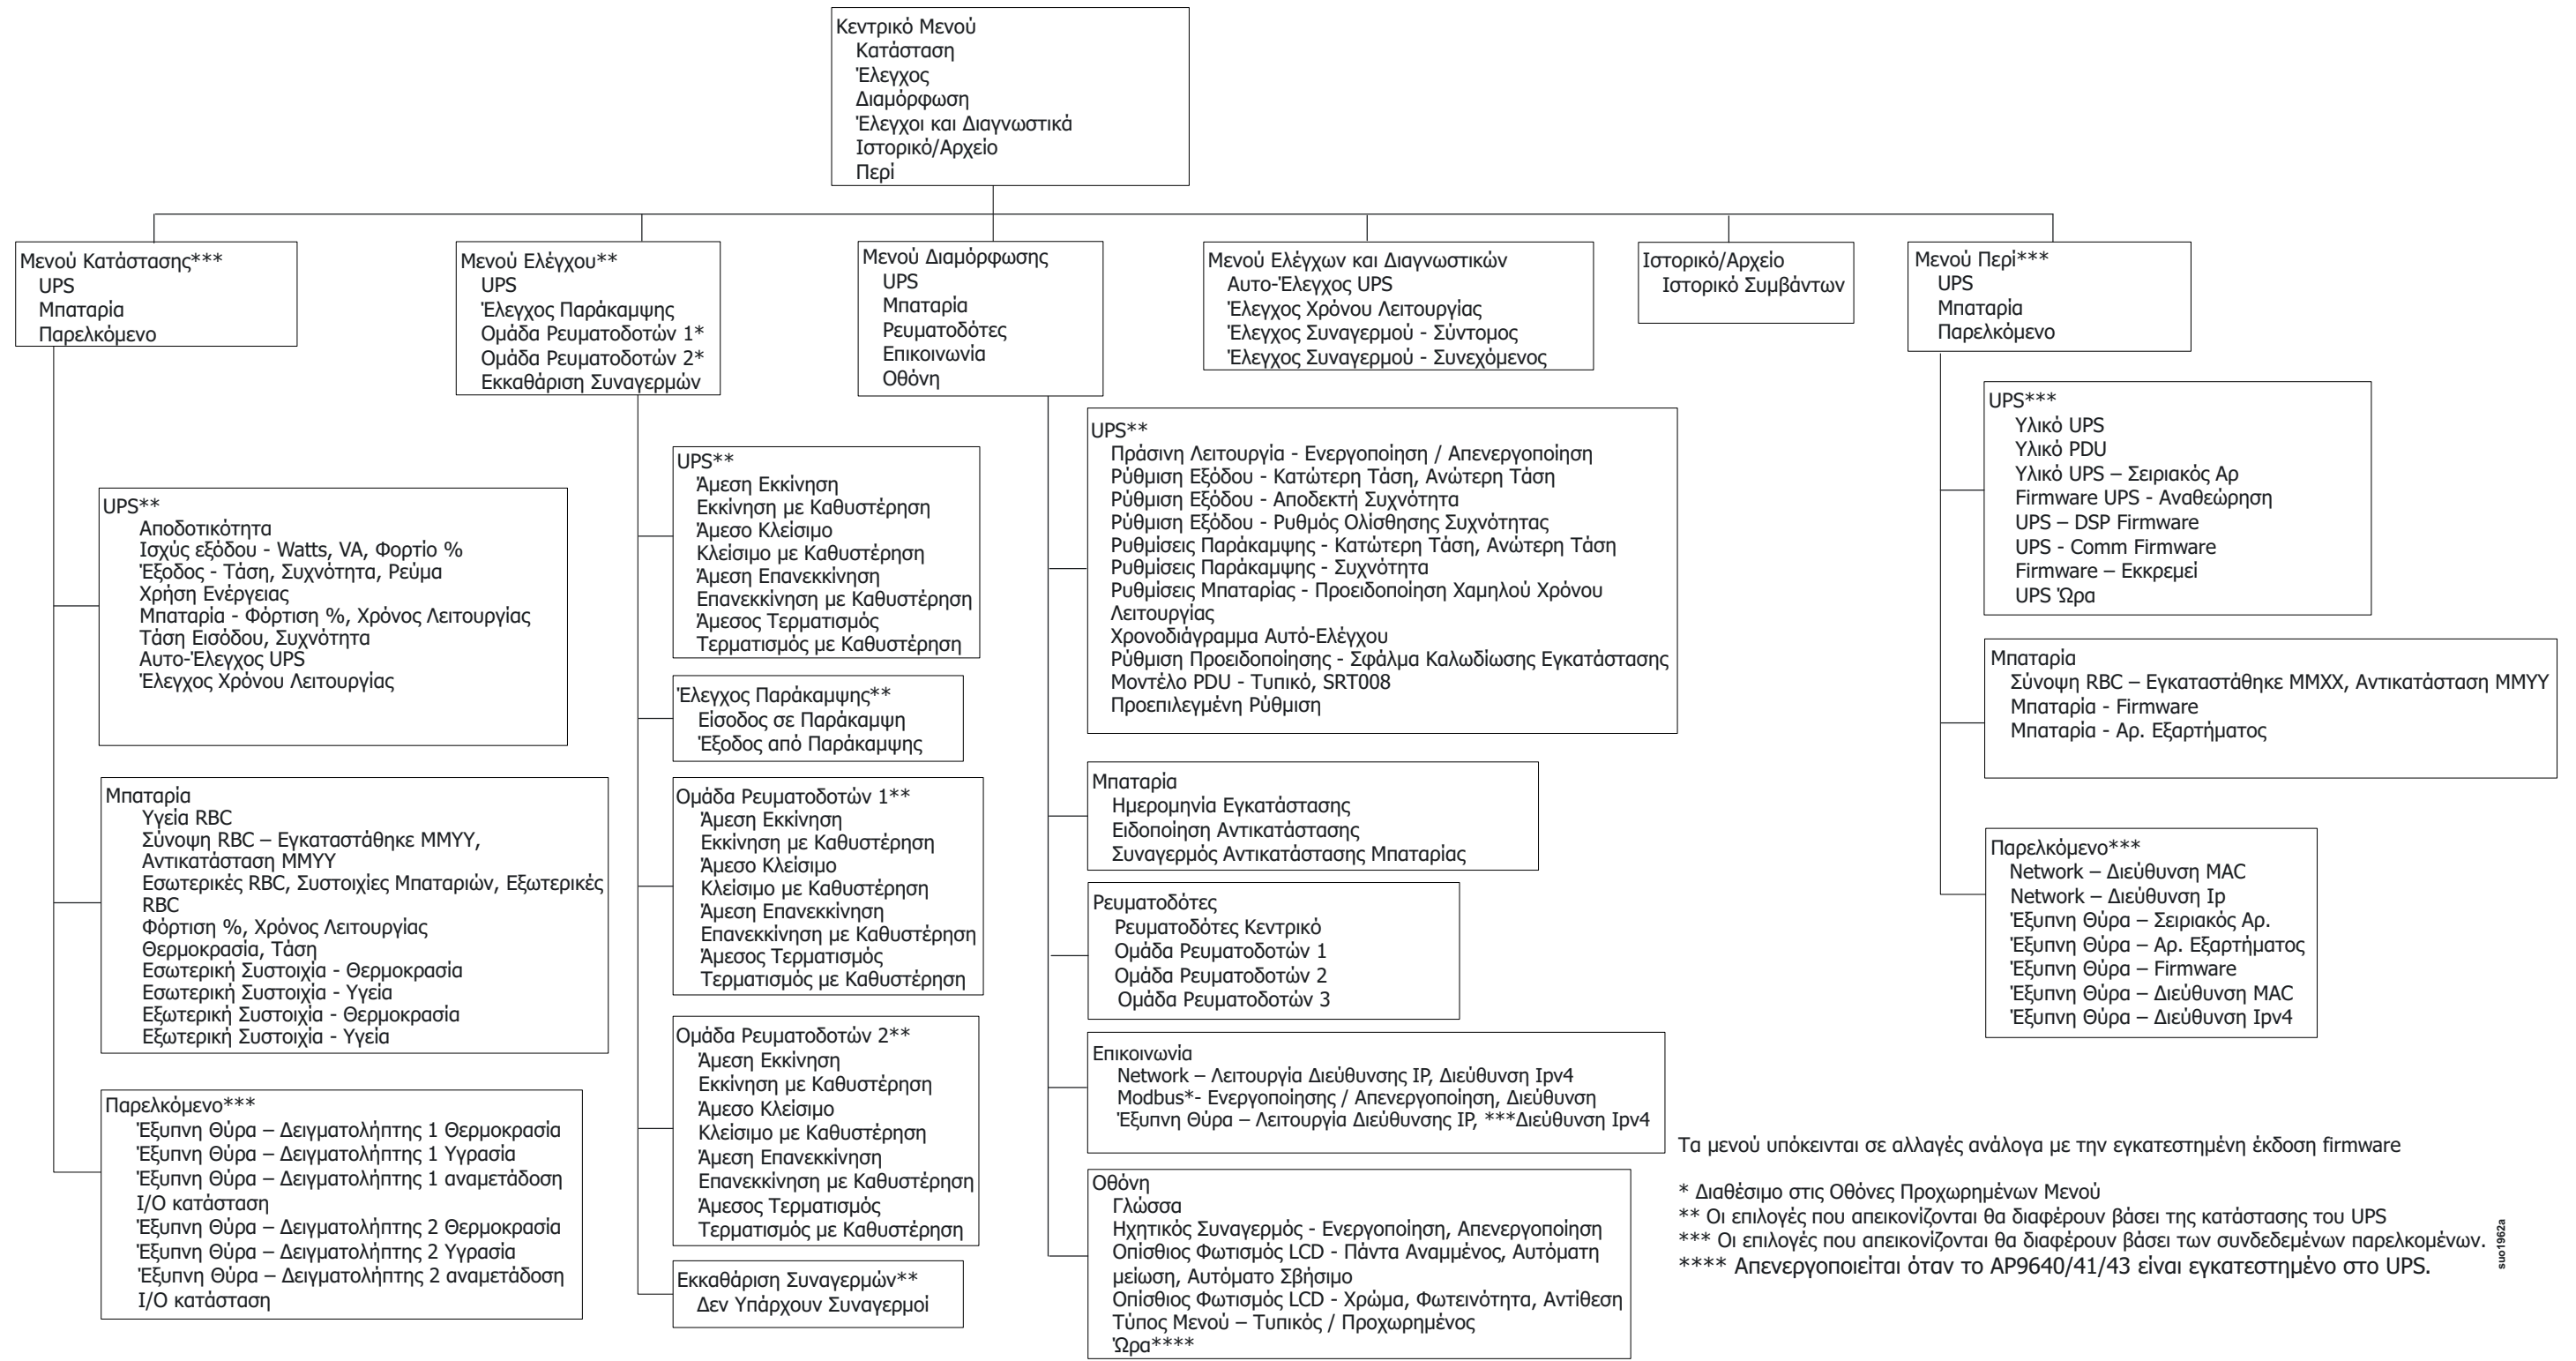 Κεντρικό Μενού
Κατάσταση
Έλεγχος
Διαμόρφωση
Έλεγχοι και Διαγνωστικά
Ιστορικό/Αρχείο
Περί
Μενού Κατάστασης***
UPS
Μπαταρία
Παρελκόμενο
UPS**
Αποδοτικότητα
Ισχύς εξόδου - Watts, VA, Φορτίο %
Έξοδος - Τάση, Συχνότητα, Ρεύμα
Χρήση Ενέργειας
Μπαταρία - Φόρτιση %, Χρόνος Λειτουργίας
Τάση Εισόδου, Συχνότητα
Αυτο-Έλεγχος UPS
Έλεγχος Χρόνου Λειτουργίας
Μπαταρία
Υγεία RBC
Σύνοψη RBC – Εγκαταστάθηκε MMYY,
Αντικατάσταση MMYY
Εσωτερικές RBC, Συστοιχίες Μπαταριών, Εξωτερικές
RBC
Φόρτιση %, Χρόνος Λειτουργίας
Θερμοκρασία, Τάση
Εσωτερική Συστοιχία - Θερμοκρασία
Εσωτερική Συστοιχία - Υγεία
Εξωτερική Συστοιχία - Θερμοκρασία
Εξωτερική Συστοιχία - Υγεία
Παρελκόμενο***
Έξυπνη Θύρα – Δειγματολήπτης 1 Θερμοκρασία
Έξυπνη Θύρα – Δειγματολήπτης 1 Υγρασία
Έξυπνη Θύρα – Δειγματολήπτης 1 αναμετάδοση
I/O κατάσταση
Έξυπνη Θύρα – Δειγματολήπτης 2 Θερμοκρασία
Έξυπνη Θύρα – Δειγματολήπτης 2 Υγρασία
Έξυπνη Θύρα – Δειγματολήπτης 2 αναμετάδοση
I/O κατάσταση
Μενού Ελέγχου**
UPS
Έλεγχος Παράκαμψης
Ομάδα Ρευματοδοτών 1*
Ομάδα Ρευματοδοτών 2*
Εκκαθάριση Συναγερμών
UPS**
Άμεση Εκκίνηση
Εκκίνηση με Καθυστέρηση
Άμεσο Κλείσιμο
Κλείσιμο με Καθυστέρηση
Άμεση Επανεκκίνηση
Επανεκκίνηση με Καθυστέρηση
Άμεσος Τερματισμός
Τερματισμός με Καθυστέρηση
Έλεγχος Παράκαμψης**
Είσοδος σε Παράκαμψη
Έξοδος από Παράκαμψης
Ομάδα Ρευματοδοτών 1**
Άμεση Εκκίνηση
Εκκίνηση με Καθυστέρηση
Άμεσο Κλείσιμο
Κλείσιμο με Καθυστέρηση
Άμεση Επανεκκίνηση
Επανεκκίνηση με Καθυστέρηση
Άμεσος Τερματισμός
Τερματισμός με Καθυστέρηση
Ομάδα Ρευματοδοτών 2**
Άμεση Εκκίνηση
Εκκίνηση με Καθυστέρηση
Άμεσο Κλείσιμο
Κλείσιμο με Καθυστέρηση
Άμεση Επανεκκίνηση
Επανεκκίνηση με Καθυστέρηση
Άμεσος Τερματισμός
Τερματισμός με Καθυστέρηση
Εκκαθάριση Συναγερμών**
Δεν Υπάρχουν Συναγερμοί
Μενού Διαμόρφωσης
UPS
Μπαταρία
Ρευματοδότες
Επικοινωνία
Οθόνη
UPS**
Πράσινη Λειτουργία - Ενεργοποίηση / Απενεργοποίηση
Ρύθμιση Εξόδου - Κατώτερη Τάση, Ανώτερη Τάση
Ρύθμιση Εξόδου - Αποδεκτή Συχνότητα
Ρύθμιση Εξόδου - Ρυθμός Ολίσθησης Συχνότητας
Ρυθμίσεις Παράκαμψης - Κατώτερη Τάση, Ανώτερη Τάση
Ρυθμίσεις Παράκαμψης - Συχνότητα
Ρυθμίσεις Μπαταρίας - Προειδοποίηση Χαμηλού Χρόνου
Λειτουργίας
Χρονοδιάγραμμα Αυτό-Ελέγχου
Ρύθμιση Προειδοποίησης - Σφάλμα Καλωδίωσης Εγκατάστασης
Μοντέλο PDU - Τυπικό, SRT008
Προεπιλεγμένη Ρύθμιση
Μπαταρία
Ημερομηνία Εγκατάστασης
Ειδοποίηση Αντικατάστασης
Συναγερμός Αντικατάστασης Μπαταρίας
Ρευματοδότες
Ρευματοδότες Κεντρικό
Ομάδα Ρευματοδοτών 1
Ομάδα Ρευματοδοτών 2
Ομάδα Ρευματοδοτών 3
Επικοινωνία
Network – Λειτουργία Διεύθυνσης IP, Διεύθυνση Ipv4
Modbus*- Ενεργοποίησης / Απενεργοποίηση, Διεύθυνση
Έξυπνη Θύρα – Λειτουργία Διεύθυνσης IP, ***Διεύθυνση Ipv4
Οθόνη
Γλώσσα
Ηχητικός Συναγερμός - Ενεργοποίηση, Απενεργοποίηση
Οπίσθιος Φωτισμός LCD - Πάντα Αναμμένος, Αυτόματη
μείωση, Αυτόματο Σβήσιμο
Οπίσθιος Φωτισμός LCD - Χρώμα, Φωτεινότητα, Αντίθεση
Τύπος Μενού – Τυπικός / Προχωρημένος
Ώρα****
Μενού Ελέγχων και Διαγνωστικών
Αυτο-Έλεγχος UPS
Έλεγχος Χρόνου Λειτουργίας
Έλεγχος Συναγερμού - Σύντομος
Έλεγχος Συναγερμού - Συνεχόμενος
Ιστορικό/Αρχείο
Ιστορικό Συμβάντων
Μενού Περί***
UPS
Μπαταρία
Παρελκόμενο
UPS***
Υλικό UPS
Υλικό PDU
Υλικό UPS – Σειριακός Αρ
Firmware UPS - Αναθεώρηση
UPS – DSP Firmware
UPS - Comm Firmware
Firmware – Εκκρεμεί
UPS Ώρα
Μπαταρία
Σύνοψη RBC – Εγκαταστάθηκε MMXX, Αντικατάσταση MMYY
Μπαταρία - Firmware
Μπαταρία - Αρ. Εξαρτήματος
Παρελκόμενο***
Network – Διεύθυνση MAC
Network – Διεύθυνση Ip
Έξυπνη Θύρα – Σειριακός Αρ.
Έξυπνη Θύρα – Αρ. Εξαρτήματος
Έξυπνη Θύρα – Firmware
Έξυπνη Θύρα – Διεύθυνση MAC
Έξυπνη Θύρα – Διεύθυνση Ipv4
Τα μενού υπόκεινται σε αλλαγές ανάλογα με την εγκατεστημένη έκδοση firmware
* Διαθέσιμο στις Οθόνες Προχωρημένων Μενού
** Οι επιλογές που απεικονίζονται θα διαφέρουν βάσει της κατάστασης του UPS
*** Οι επιλογές που απεικονίζονται θα διαφέρουν βάσει των συνδεδεμένων παρελκομένων.
**** Απενεργοποιείται όταν το AP9640/41/43 είναι εγκατεστημένο στο UPS.
suo1962a